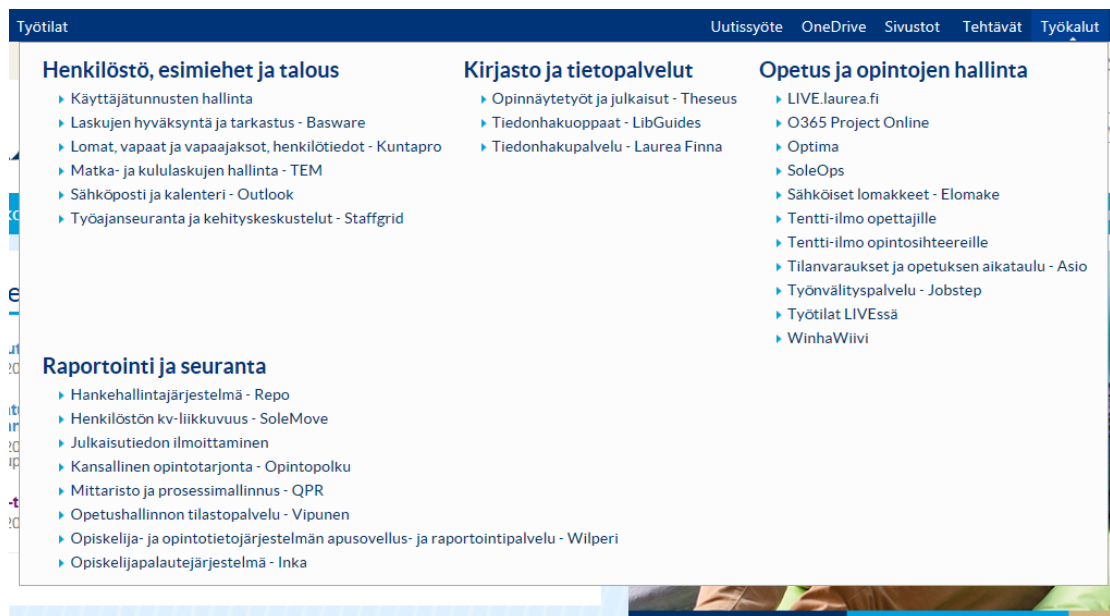 Työtilat
Uutissyöte OneDrive Sivustot Tehtävät Työkalut
Henkilöstö, esimiehet ja talous
Käyttäjätunnusten hallinta
Laskujen hyväksyntä ja tarkastus - Basware
Lomat, vapaat ja vapaajaksot, henkilötiedot - Kuntapro
Matka- ja kululaskujen hallinta - TEM
Sähköposti ja kalenteri - Outlook
Työajanseuranta ja kehityskeskustelut - Staffgrid
Kirjasto ja tietopalvelut
Opinnäytetyöt ja julkaisut - Theseus
Tiedonhakuoppaat - LibGuides
Tiedonhakupalvelu - Laurea Finna
Opetus ja opintojen hallinta
LIVE.laurea.fi
O365 Project Online
Optima
SoleOps
Sähköiset lomakkeet - Elomake
Tentti-ilmo opettajille
Tentti-ilmo opintosihteereille
Tilanvaraukset ja opetuksen aikataulu - Asio
Työnvälityspalvelu - Jobstep
Työtilat LIVEssä
WinhaWiivi
Raportointi ja seuranta
Hankehallintajärjestelmä - Repo
Henkilöstön kv-liikkuvuus - SoleMove
Julkaisutiedon ilmoittaminen
Kansallinen opintotarjonta - Opintopolku
Mittaristo ja prosessimallinnus - QPR
Opetushallinnon tilastopalvelu - Vipunen
Opiskelija- ja opintotietojärjestelmän apusovellus- ja raportointipalvelu - Wilperi
Opiskelijapalautejärjestelmä - Inka